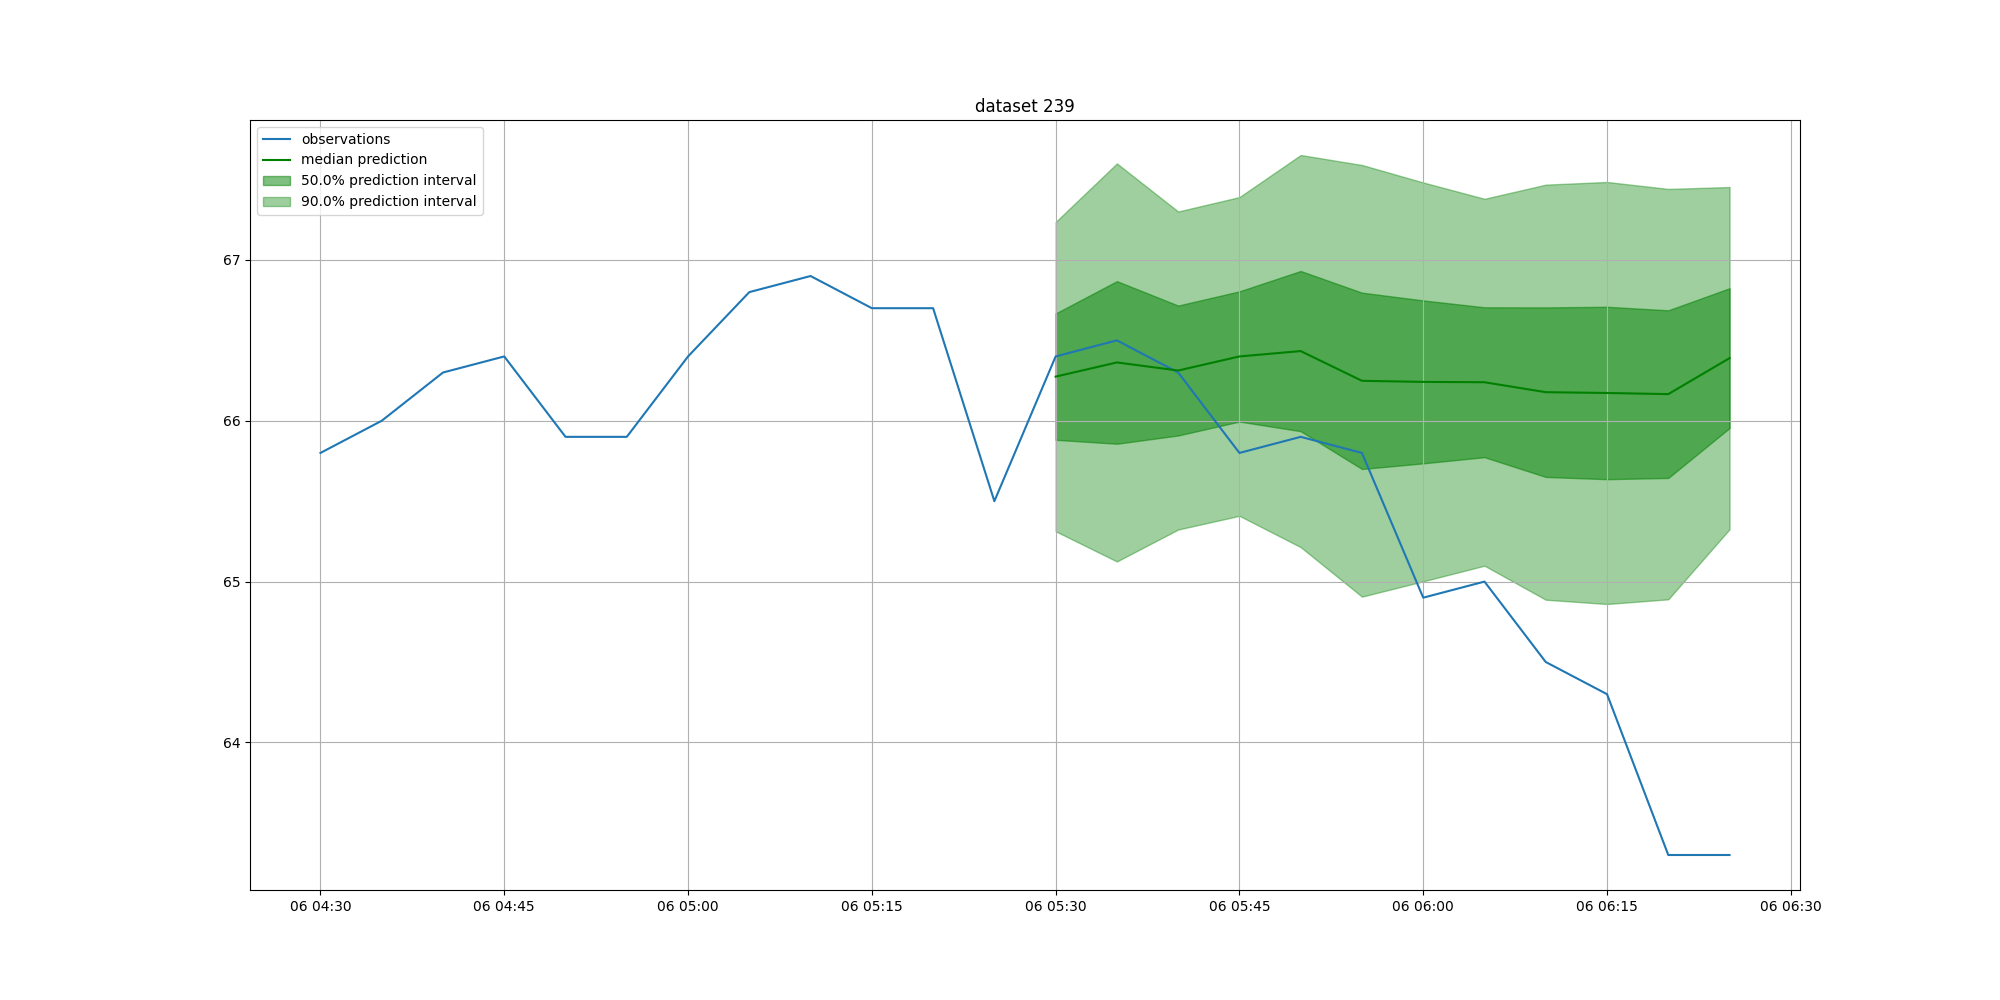 dataset 239
observations
median prediction
50.0% prediction interval
90.0% prediction interval
67
66
65
64
06 04:30 06 04:45 06 05:00 06 05:15 06 05:30 06 05:45 06 06:00 06 06:15 06 06:30